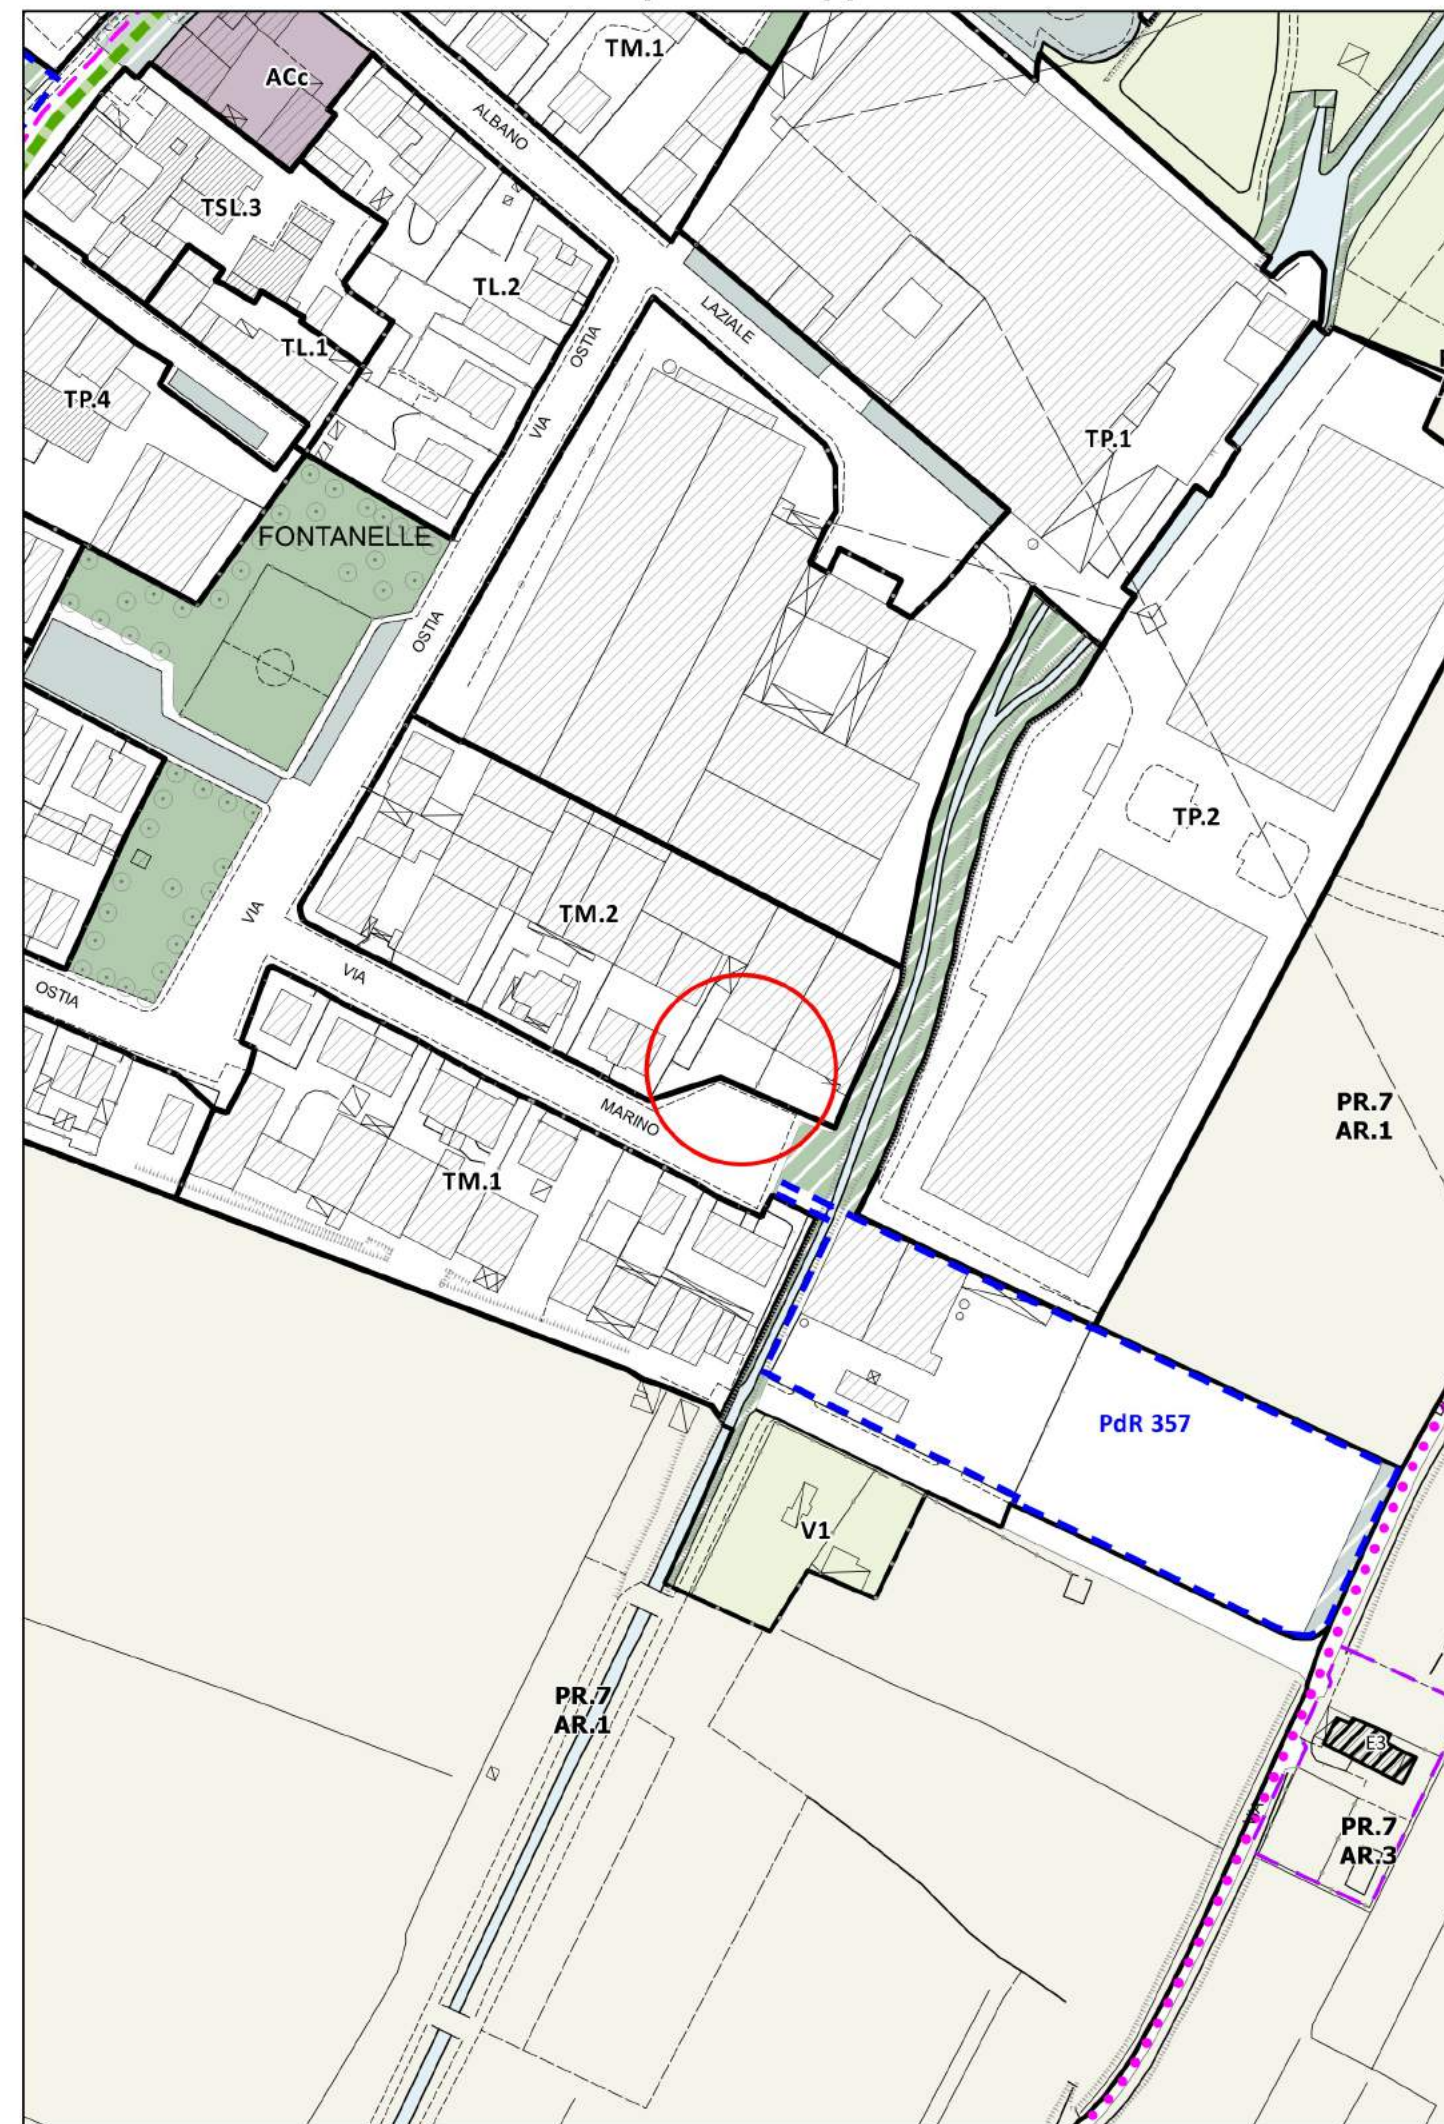 TM.1
ACc
ALBANO
TSL.3
TL.2
LAZIALE
OSTIA
TL.1
TP.4
VIA
TP.1
FONTANELLE
OSTIA
TP.2
TM.2
VIA
VIA
OSTIA
MARINO
PR.7
AR.1
TM.1
PdR 357
V1
PR.7
AR.1
E3
PR.7
AR.3